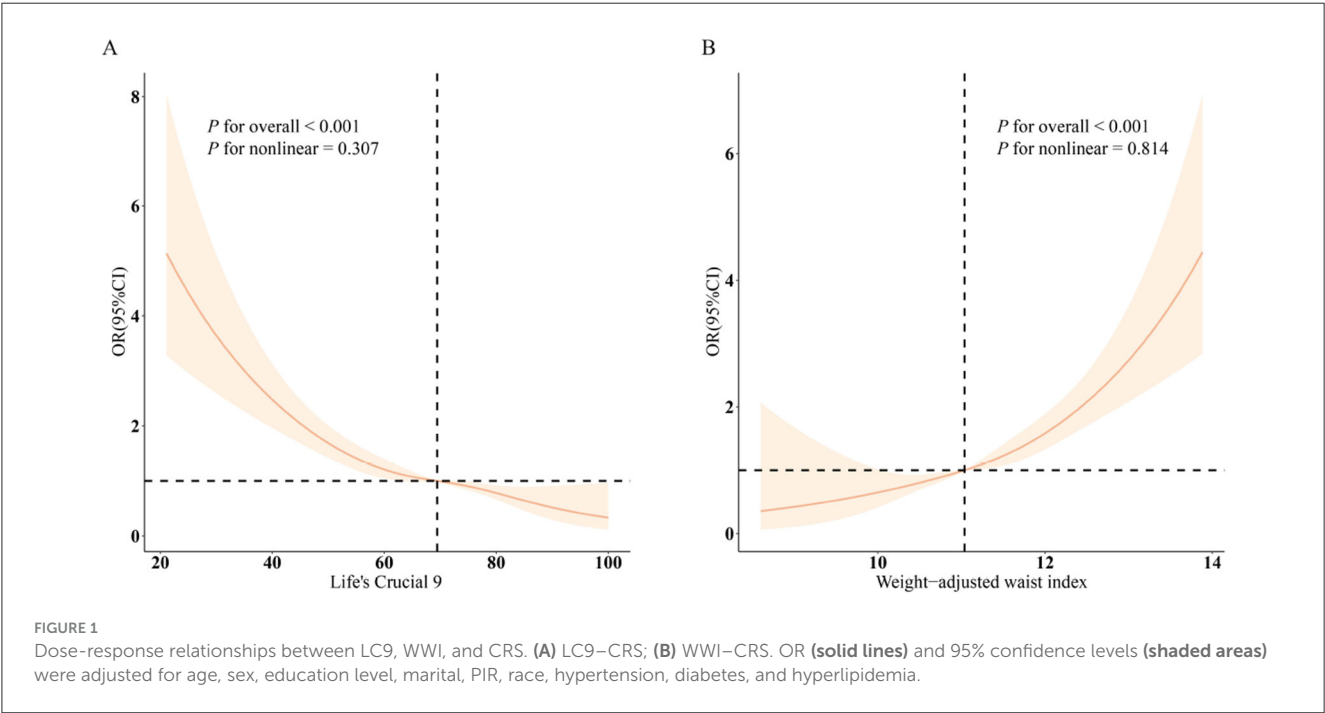 A
P for overall < 0.001
P for nonlinear = 0.307
OR(95%CI)
8
6
4
2
0
20 40 60 80 100
Life's Crucial 9
B
P for overall < 0.001
P for nonlinear = 0.814
OR(95%CI)
6
4
2
0
10 12 14
Weight−adjusted waist index
FIGURE 1
Dose-response relationships between LC9, WWI, and CRS. (A) LC9–CRS; (B) WWI–CRS. OR (solid lines) and 95% confidence levels (shaded areas)
were adjusted for age, sex, education level, marital, PIR, race, hypertension, diabetes, and hyperlipidemia.